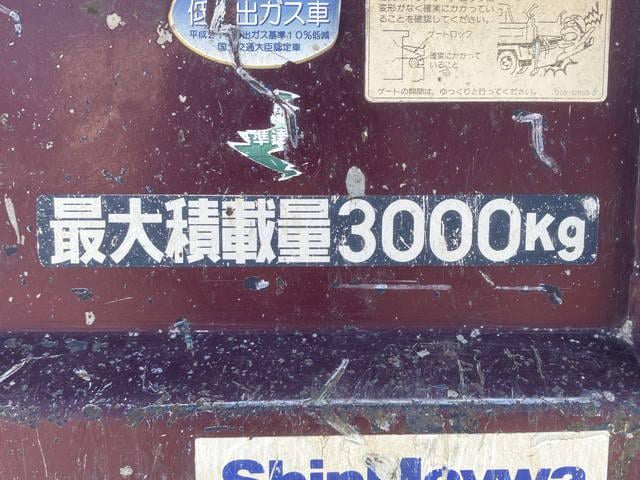 低 出ガス車
平成 出ガス基準10%低減
国土交通大臣認定車
変形がなく確実にかかってい
ることを確認してください。
ゲートロック
確実にかかって
いること
ゲートの開閉は、ゆっくりと行ってください。
準達
最大積載量3000Kg
ShinMaywa